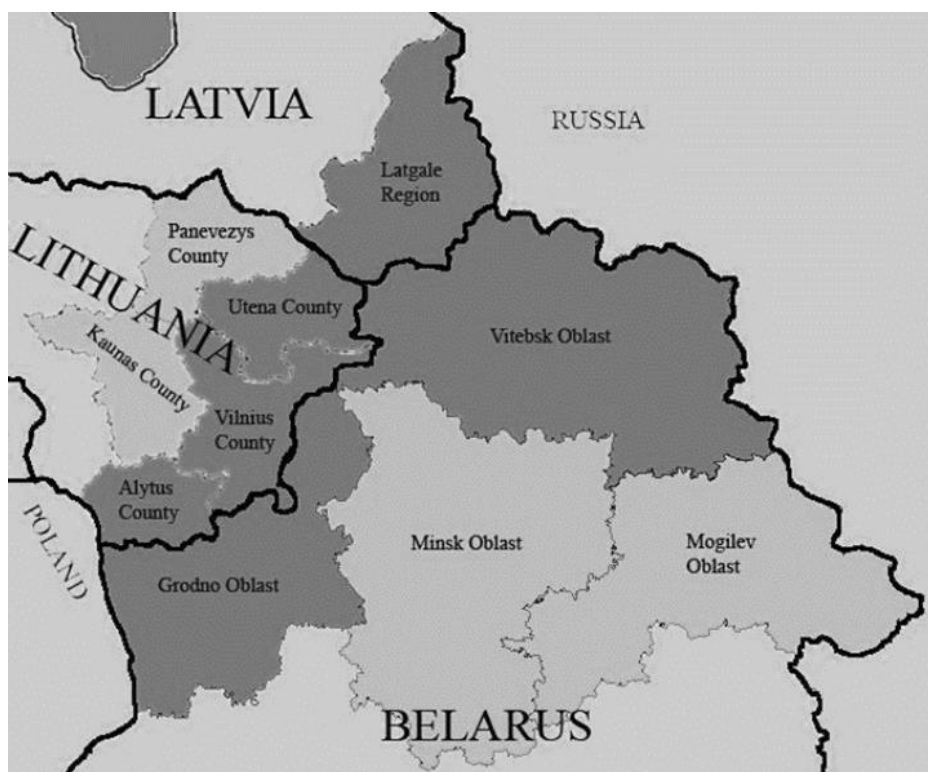 LATVIA
RUSSIA
Latgale
Region
Panevezys
County
LITHUANIA
Utena County
Vitebsk Oblast
Kaunas County
Vilnius
County
Alytus
County
POLAND
Minsk Oblast
Mogilev
Oblast
Grodno Oblast
BELARUS